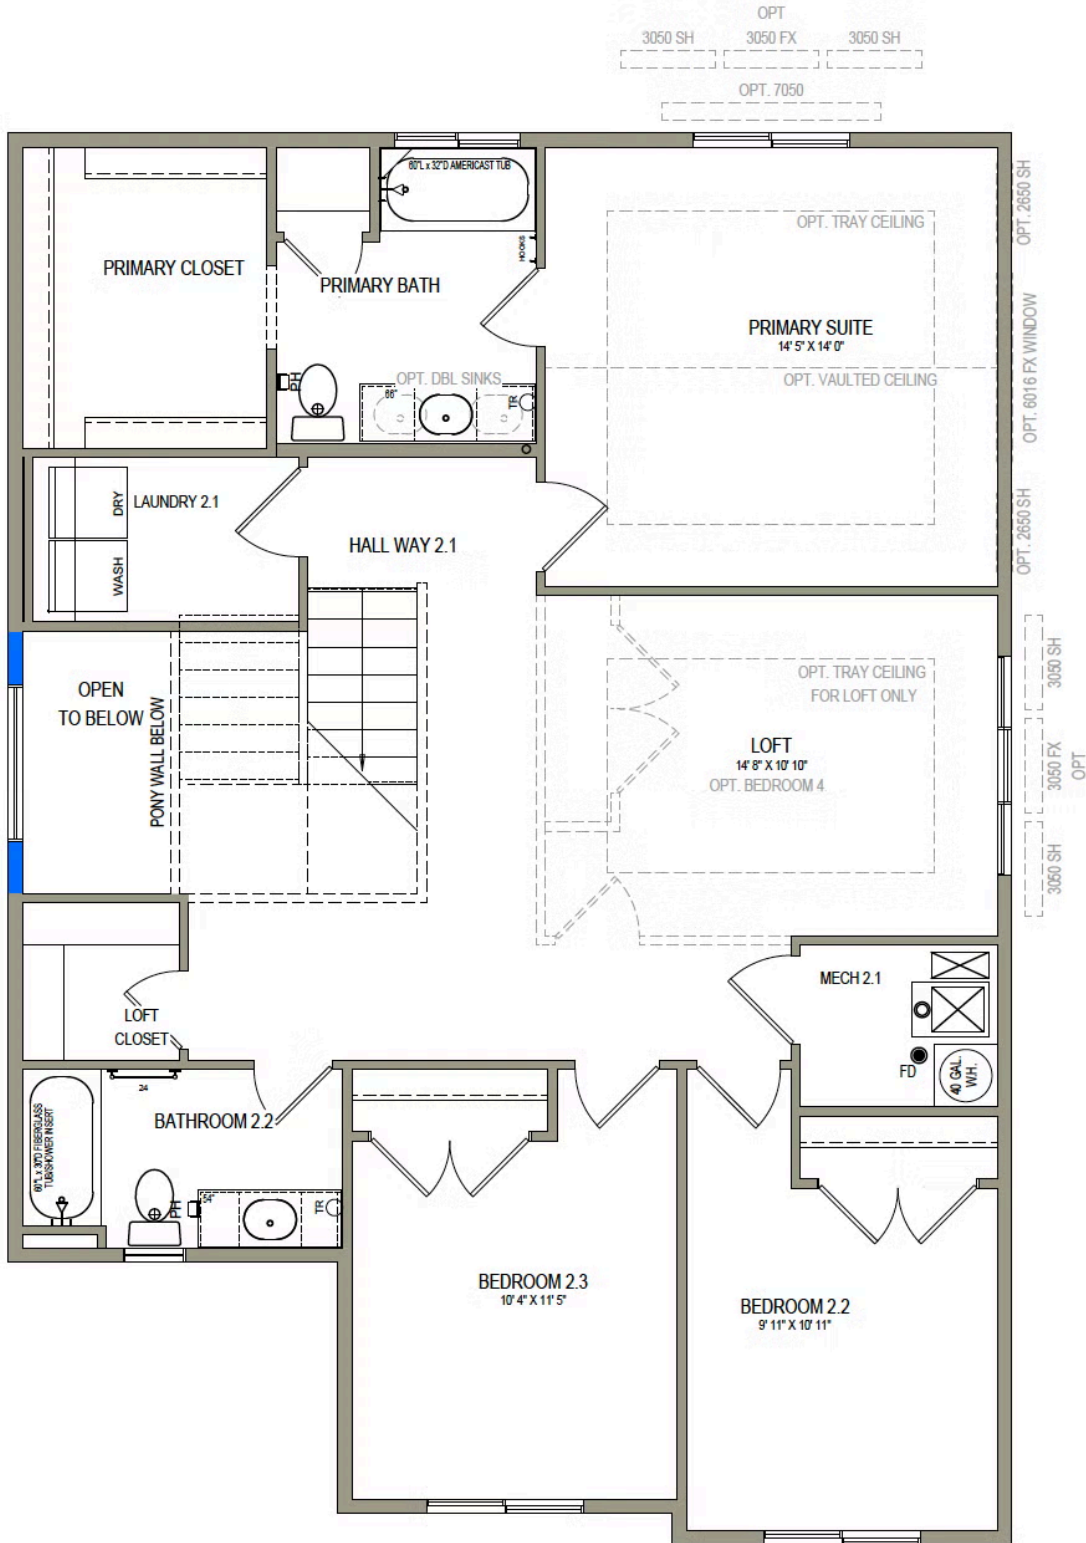 OPT
3050 SH
3050 FX
3050 SH
OPT. 7050
60"L x 32"D AMERICAST TUB
HOOKS
PRIMARY CLOSET
PRIMARY BATH
OPT. TRAY CEILING
PRIMARY SUITE
14' 5" X 14' 0"
OPT. VAULTED CEILING
OPT. 2650 SH
OPT. 6016 FX WINDOW
OPT. 2650 SH
PH
OPT. DBL SINKS
68"
TR
DRY
WASH
LAUNDRY 2.1
HALL WAY 2.1
OPEN
TO BELOW
PONY WALL BELOW
OPT. TRAY CEILING
FOR LOFT ONLY
LOFT
14' 8" X 10' 10"
OPT. BEDROOM 4
3050 SH
3050 FX
OPT
3050 SH
LOFT
CLOSET
MECH 2.1
FD
40 GAL.
W.H.
24
60"L x 30"D FIBERGLASS
TUB/SHOWER INSERT
BATHROOM 2.2
PH
54"
TR
BEDROOM 2.3
10' 4" X 11' 5"
BEDROOM 2.2
9' 11" X 10' 11"